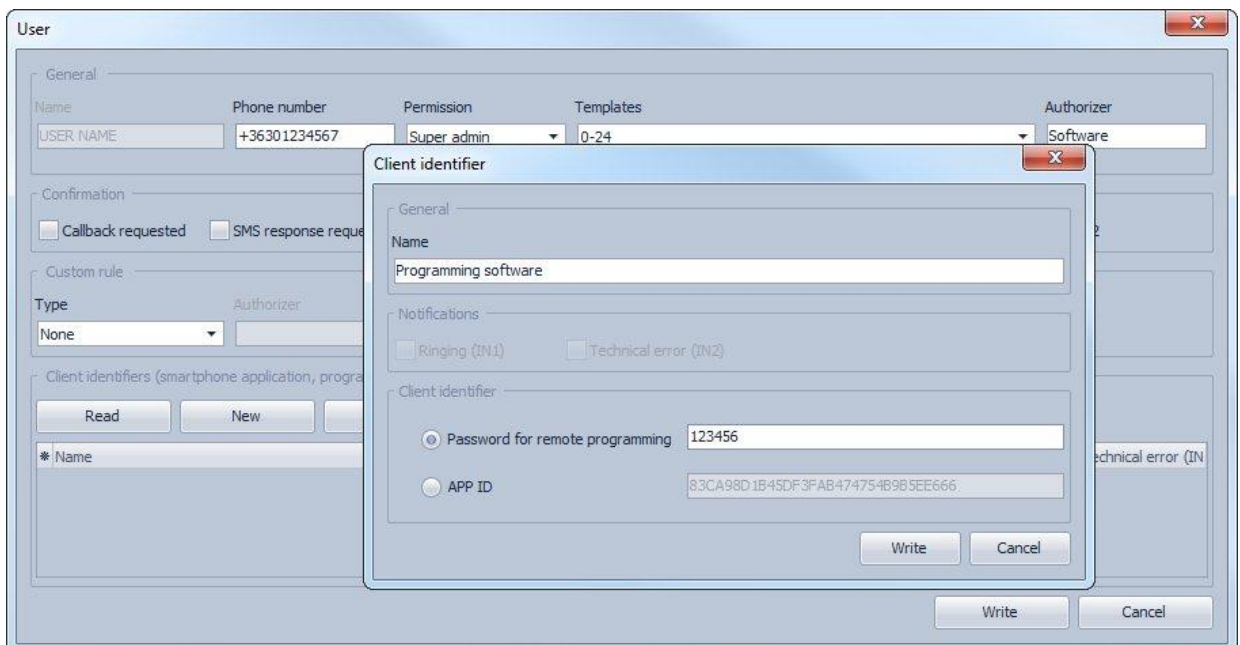 User
General
Name Phone number Permission Templates Authorizer
USER NAME +36301234567 Super admin 0-24 Software
Client identifier
Confirmation
General
Callback requested SMS response reque
Name
Programming software
Custom rule
Type Authorizer
None
Notifications
Ringing (IN1) Technical error (IN2)
Client identifiers (smartphone application, progra
Client identifier
Read New
Password for remote programming 123456
* Name echnical error (IN
APP ID 83CA98D1B45DF3FAB474754B9B5EE666
Write Cancel
Write Cancel